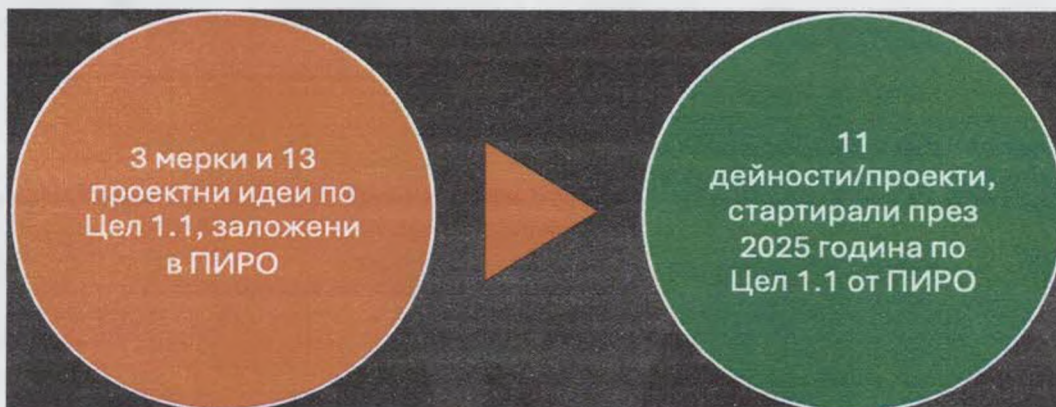 3 мерки и 13
проектни идеи по
Цел 1.1, заложени
в ПИРО
11
дейности/проекти,
стартирали през
2025 година по
Цел 1.1 от ПИРО